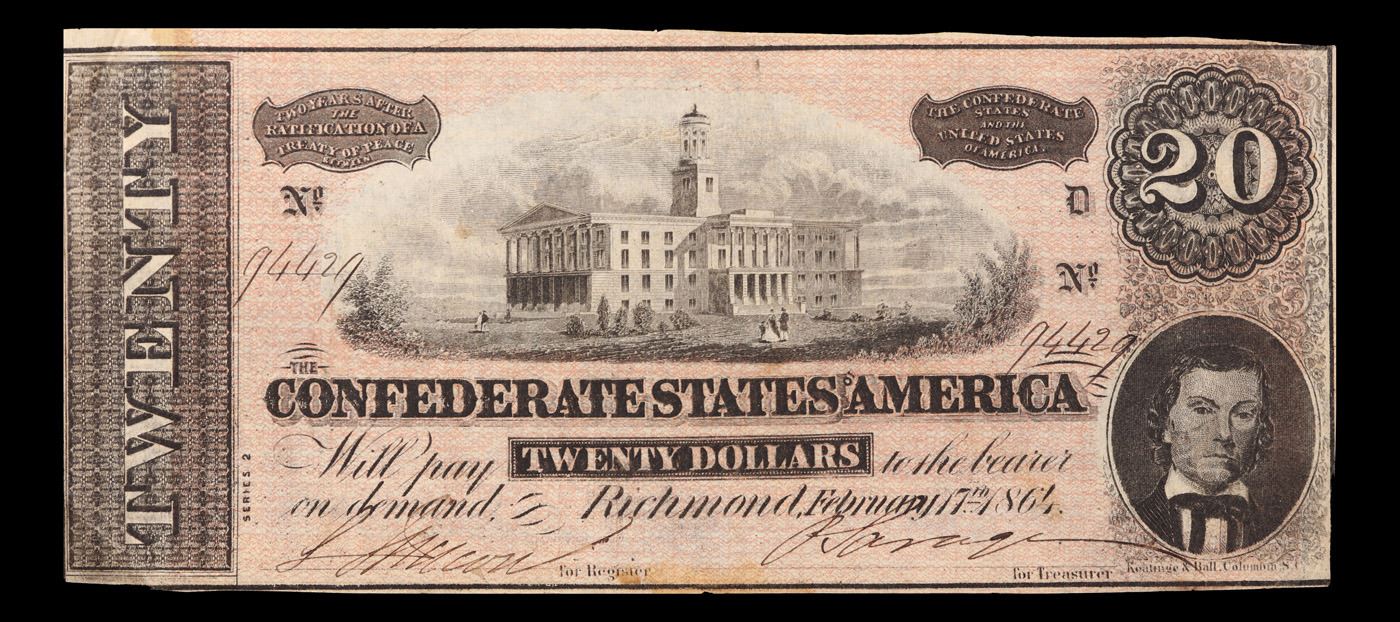 TWENTY
TWO YEARS AFTER
THE
RATIFICATION OF A
TREATY OF PEACE
BETWEEN
THE CONFEDERATE
STATES
AND THE
UNITED STATES
OF AMERICA.
20
No.
D
94429
No.
94429
THE
CONFEDERATE STATES OF AMERICA
Will pay TWENTY DOLLARS to the bearer
on demand.
Richmond, February 17th 1864.
SERIES 2
for Register
for Treasurer
Keatinge & Ball, Columbia S.C.